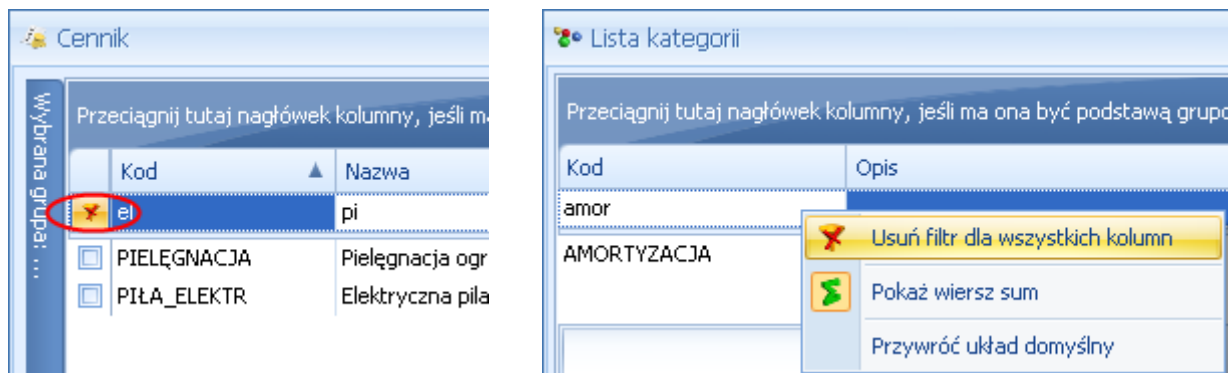 Cennik
Wybrana grupa: ...
Przeciągnij tutaj nagłówek kolumny, jeśli
Kod Nazwa
el pi
PIELĘGNACJA Pielęgnacja ogr
PIŁA_ELEKTR Elektryczna piła
Lista kategorii
Przeciągnij tutaj nagłówek kolumny, jeśli ma ona być podstawą grupo
Kod Opis
amor
AMORTYZACJA
Usuń filtr dla wszystkich kolumn
Pokaż wiersz sum
Przywróć układ domyślny